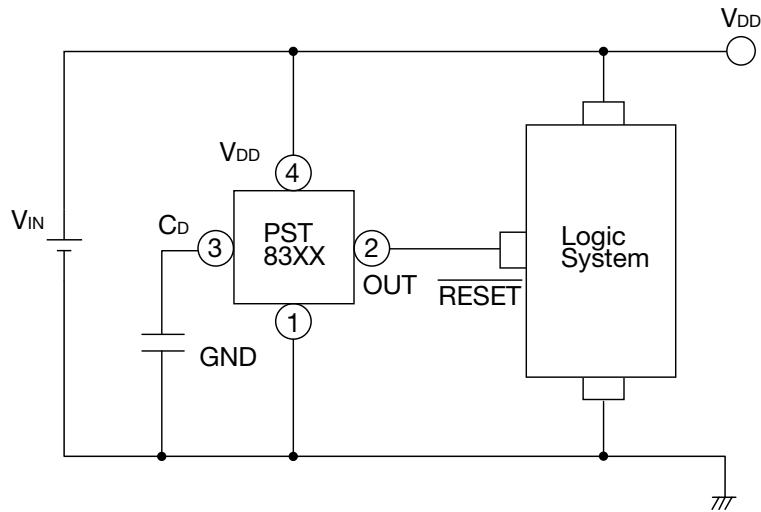 VDD
VDD
4
VIN
CD
3
PST
83XX
2
OUT
RESET
Logic
System
1
GND